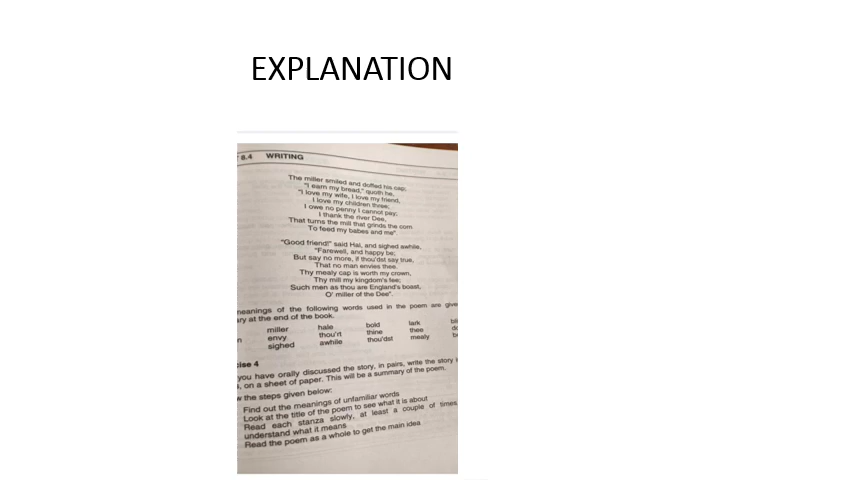 EXPLANATION
8.4 WRITING
The miller smiled and doffed his cap;
"I earn my bread," quoth he,
"I love my wife, I love my friend,
I love my children three;
I owe no penny I cannot pay;
I thank the river Dee,
That turns the mill that grinds the corn
To feed my babes and me".
"Good friend!" said Hal, and sighed awhile,
"Farewell, and happy be;
But say no more, if thou'dst say true,
That no man envies thee.
Thy mealy cap is worth my crown,
Thy mill my kingdom's fee;
Such men as thou are England's boast,
O' miller of the Dee".
meanings of the following words used in the poem are give
ry at the end of the book.
miller hale bold lark bli
n envy thou'rt thine thee do
sighed awhile thou'dst mealy b
ise 4
you have orally discussed the story, in pairs, write the story
, on a sheet of paper. This will be a summary of the poem.
w the steps given below:
Find out the meanings of unfamiliar words
Look at the title of the poem to see what it is about
Read each stanza slowly, at least a couple of times
understand what it means
Read the poem as a whole to get the main idea